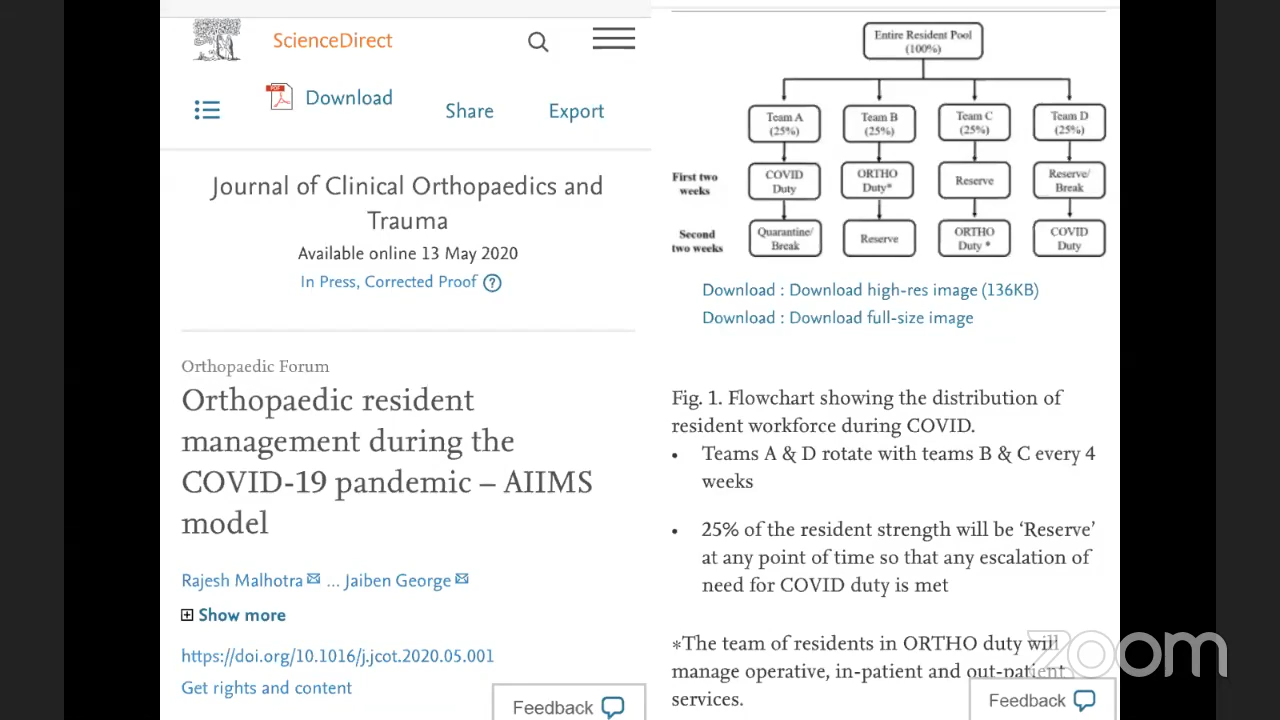 ScienceDirect
PDF
Download
Share
Export
Journal of Clinical Orthopaedics and
Trauma
Available online 13 May 2020
In Press, Corrected Proof ?
Orthopaedic Forum
Orthopaedic resident
management during the
COVID-19 pandemic – AIIMS
model
Rajesh Malhotra ... Jaiben George
Show more
https://doi.org/10.1016/j.jcot.2020.05.001
Get rights and content
Feedback
Entire Resident Pool
(100%)
Team A
(25%)
Team B
(25%)
Team C
(25%)
Team D
(25%)
First two
weeks
COVID
Duty
ORTHO
Duty*
Reserve
Reserve/
Break
Second
two weeks
Quarantine/
Break
Reserve
ORTHO
Duty *
COVID
Duty
Download : Download high-res image (136KB)
Download : Download full-size image
Fig. 1. Flowchart showing the distribution of
resident workforce during COVID.
• Teams A & D rotate with teams B & C every 4
weeks
• 25% of the resident strength will be ‘Reserve’
at any point of time so that any escalation of
need for COVID duty is met
∗The team of residents in ORTHO duty will
manage operative, in-patient and out-patient
services.
Feedback
zoom